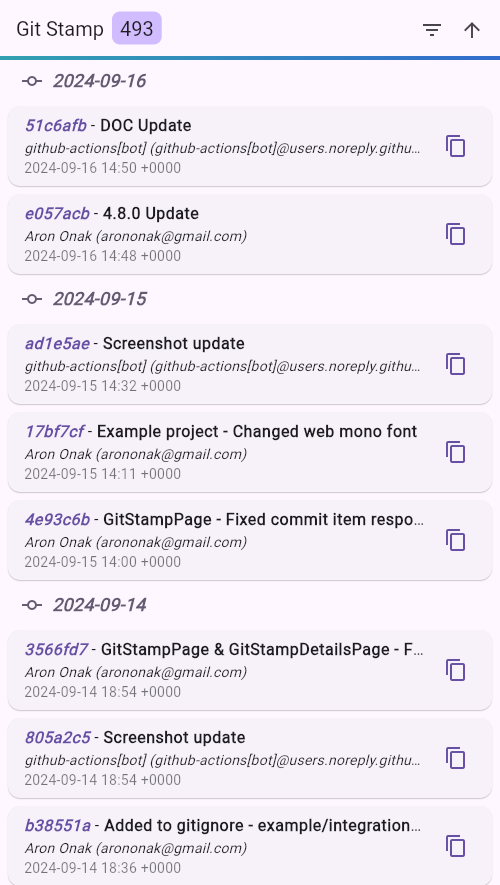 Git Stamp 493
2024-09-16
51c6afb - DOC Update
github-actions[bot] (github-actions[bot]@users.noreply.githu…
2024-09-16 14:50 +0000
e057acb - 4.8.0 Update
Aron Onak (arononak@gmail.com)
2024-09-16 14:48 +0000
2024-09-15
ad1e5ae - Screenshot update
github-actions[bot] (github-actions[bot]@users.noreply.githu…
2024-09-15 14:32 +0000
17bf7cf - Example project - Changed web mono font
Aron Onak (arononak@gmail.com)
2024-09-15 14:11 +0000
4e93c6b - GitStampPage - Fixed commit item respo…
Aron Onak (arononak@gmail.com)
2024-09-15 14:00 +0000
2024-09-14
3566fd7 - GitStampPage & GitStampDetailsPage - F…
Aron Onak (arononak@gmail.com)
2024-09-14 18:54 +0000
805a2c5 - Screenshot update
github-actions[bot] (github-actions[bot]@users.noreply.githu…
2024-09-14 18:54 +0000
b38551a - Added to gitignore - example/integration…
Aron Onak (arononak@gmail.com)
2024-09-14 18:36 +0000